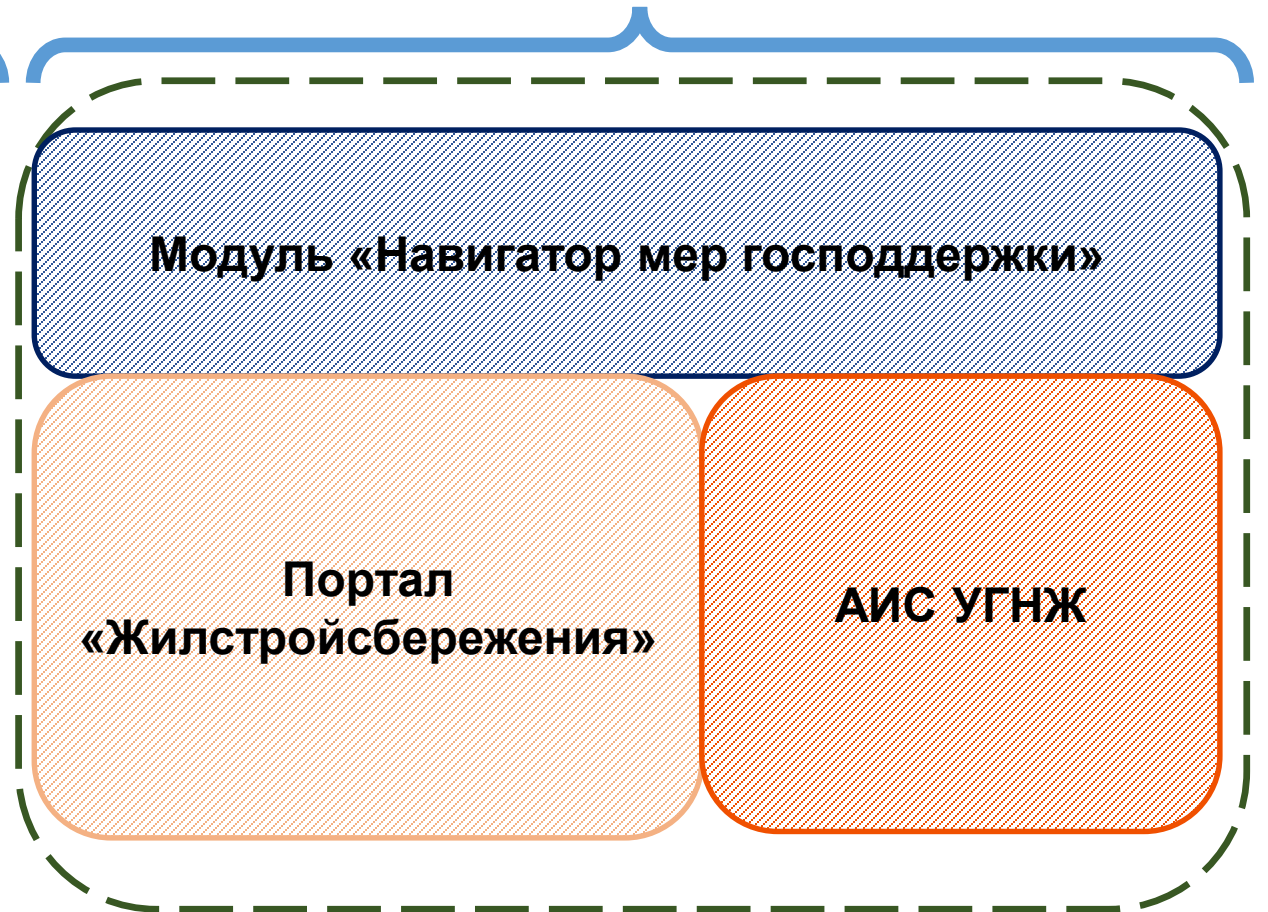 Модуль «Навигатор мер господдержки»
Портал
«Жилстройсбережения»
АИС УГНЖ